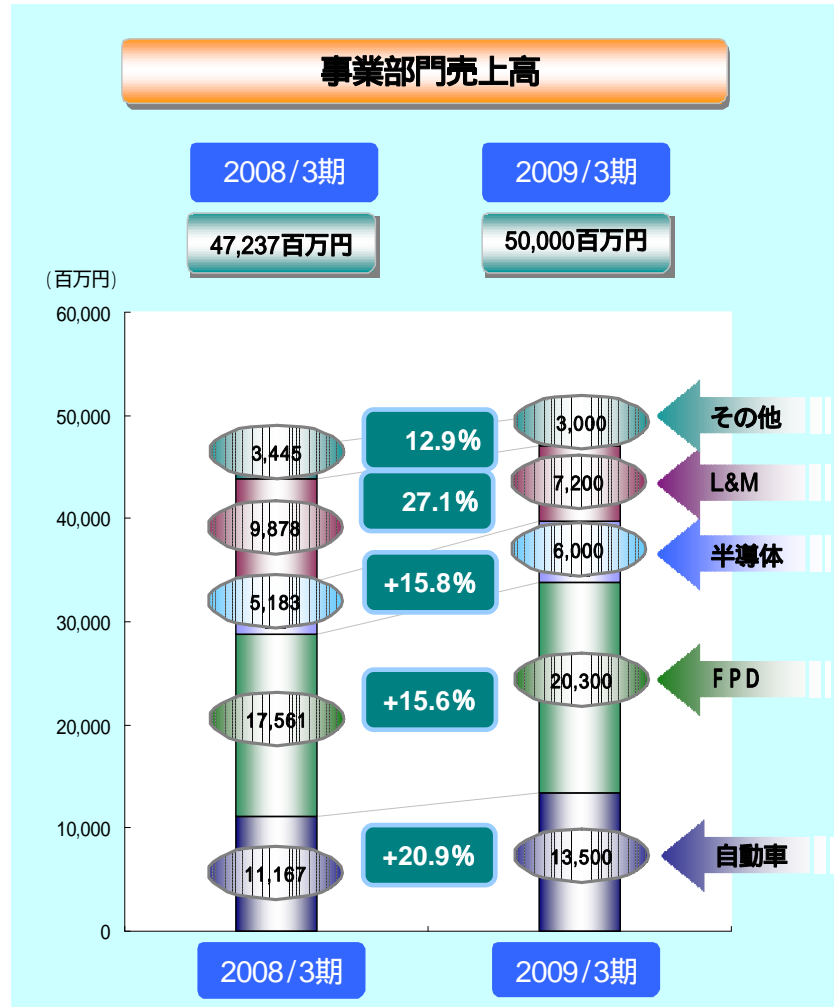 事業部門売上高
2008/3期 2009/3期
47,237百万円 50,000百万円
(百万円)
60,000
50,000
40,000
30,000
20,000
10,000
0
3,445 12.9% 3,000 その他
9,878 27.1% 7,200 L&M
5,183 +15.8% 6,000 半導体
17,561 +15.6% 20,300 FPD
11,167 +20.9% 13,500 自動車
2008/3期 2009/3期